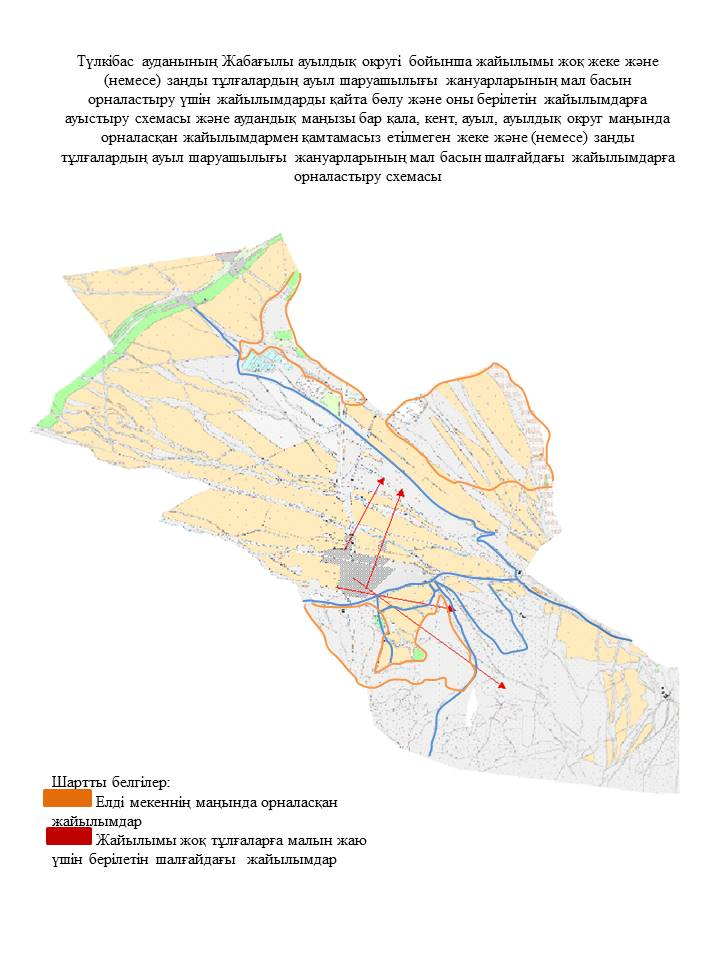 Түлкібас ауданының Жабағылы ауылдық округі бойынша жайылымы жоқ жеке және
(немесе) заңды тұлғалардың ауыл шаруашылығы жануарларының мал басын
орналастыру үшін жайылымдарды қайта бөлу және оны берілетін жайылымдарға
ауыстыру схемасы және аудандық маңызы бар қала, кент, ауыл, ауылдық округ маңында
орналасқан жайылымдармен қамтамасыз етілмеген жеке және (немесе) заңды
тұлғалардың ауыл шаруашылығы жануарларының мал басын шалғайдағы жайылымдарға
орналастыру схемасы
Шартты белгілер:
Елді мекеннің маңында орналасқан
жайылымдар
Жайылымы жоқ тұлғаларға малын жаю
үшін берілетін шалғайдағы жайылымдар